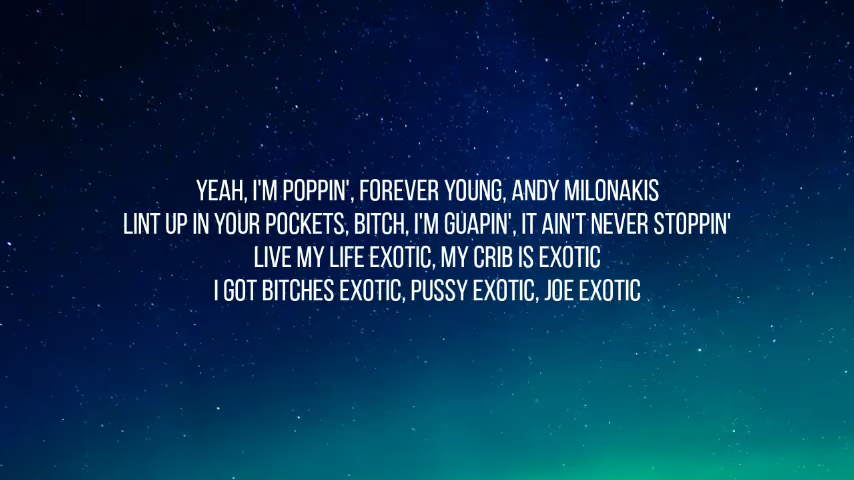 YEAH, I'M POPPIN', FOREVER YOUNG, ANDY MILONAKIS
LINT UP IN YOUR POCKETS, BITCH, I'M GUAPIN', IT AIN'T NEVER STOPPIN'
LIVE MY LIFE EXOTIC, MY CRIB IS EXOTIC
I GOT BITCHES EXOTIC, PUSSY EXOTIC, JOE EXOTIC